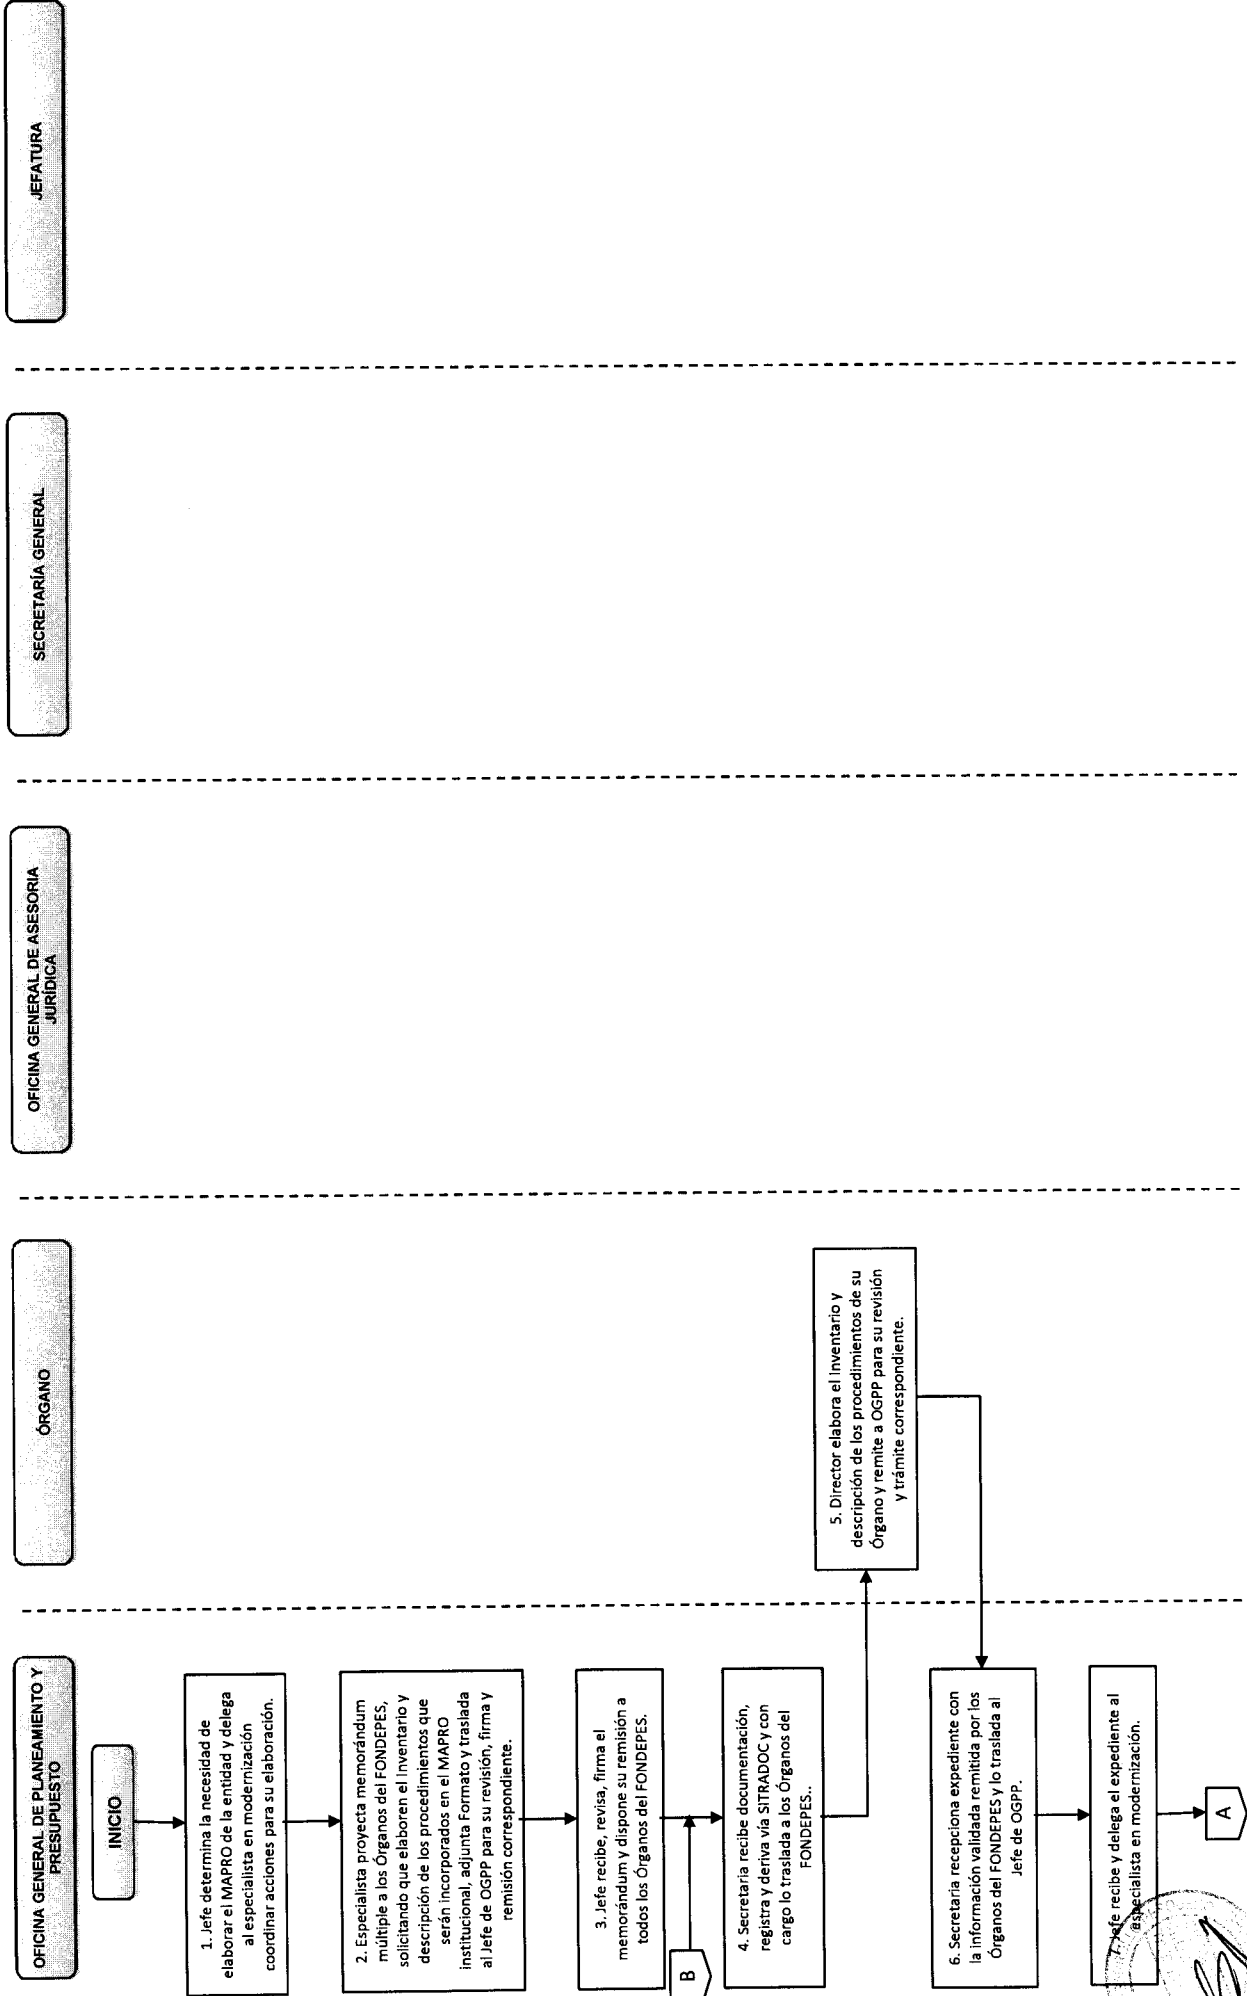 OFICINA GENERAL DE PLANEAMIENTO Y
PRESUPUESTO
ÓRGANO
OFICINA GENERAL DE ASESORIA
JURÍDICA
SECRETARÍA GENERAL
JEFATURA
INICIO
1. Jefe determina la necesidad de
elaborar el MAPRO de la entidad y delega
al especialista en modernización
coordinar acciones para su elaboración.
2. Especialista proyecta memorándum
múltiple a los Órganos del FONDEPES,
solicitando que elaboren el Inventario y
descripción de los procedimientos que
serán incorporados en el MAPRO
institucional, adjunta Formato y traslada
al Jefe de OGPP para su revisión, firma y
remisión correspondiente.
3. Jefe recibe, revisa, firma el
memorándum y dispone su remisión a
todos los Órganos del FONDEPES.
B
4. Secretaria recibe documentación,
registra y deriva vía SITRADOC y con
cargo lo traslada a los Órganos del
FONDEPES..
5. Director elabora el Inventario y
descripción de los procedimientos de su
Órgano y remite a OGPP para su revisión
y trámite correspondiente.
6. Secretaria recepciona expediente con
la información validada remitida por los
Órganos del FONDEPES y lo traslada al
Jefe de OGPP.
7. Jefe recibe y delega el expediente al
especialista en modernización.
A